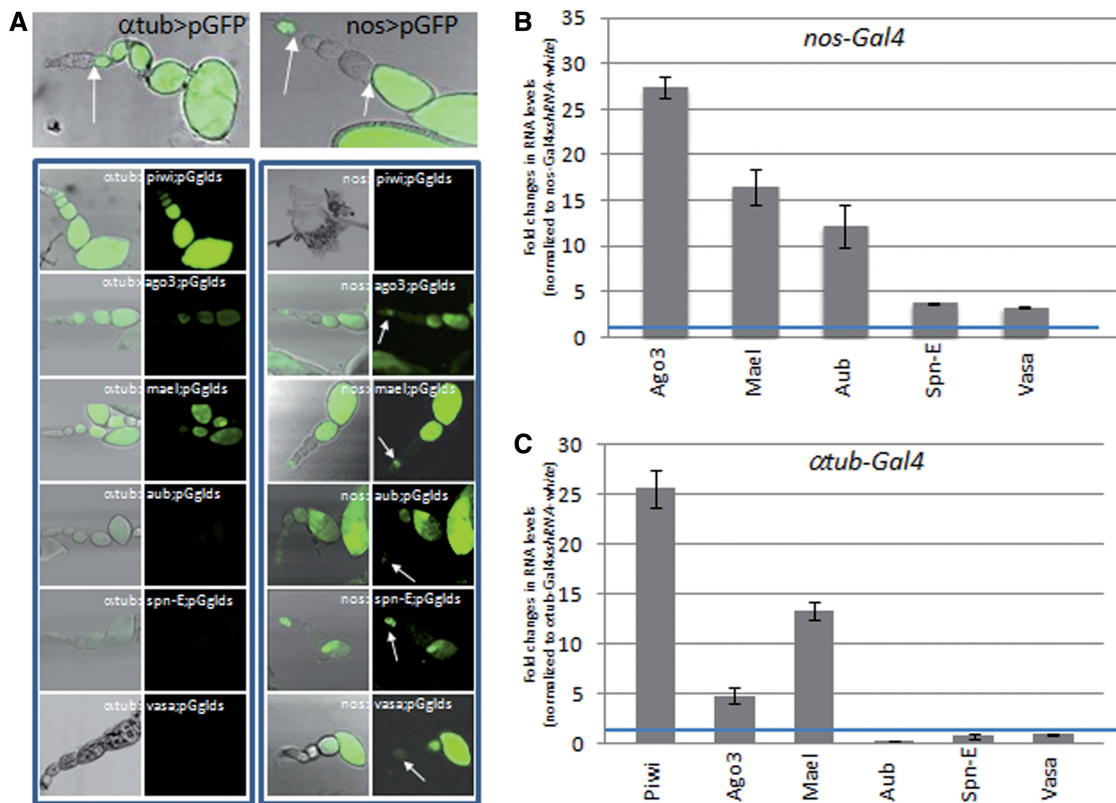 A
αtub>pGFP
nos>pGFP
αtub>piwi;pGglds
nos>piwi;pGglds
αtub>ago3;pGglds
nos>ago3;pGglds
αtub>mael;pGglds
nos>mael;pGglds
αtub>aub;pGglds
nos>aub;pGglds
αtub>spn-E;pGglds
nos>spn-E;pGglds
αtub>vasa;pGglds
nos>vasa;pGglds
B
nos-Gal4
Fold changes in RNA levels
(normalized to nos-Gal4xshRNA-white)
35
30
25
20
15
10
5
0
Ago3
Mael
Aub
Spn-E
Vasa
C
αtub-Gal4
Fold changes in RNA levels
(normalized to αtub-Gal4xshRNA-white)
30
25
20
15
10
5
0
Piwi
Ago3
Mael
Aub
Spn-E
Vasa